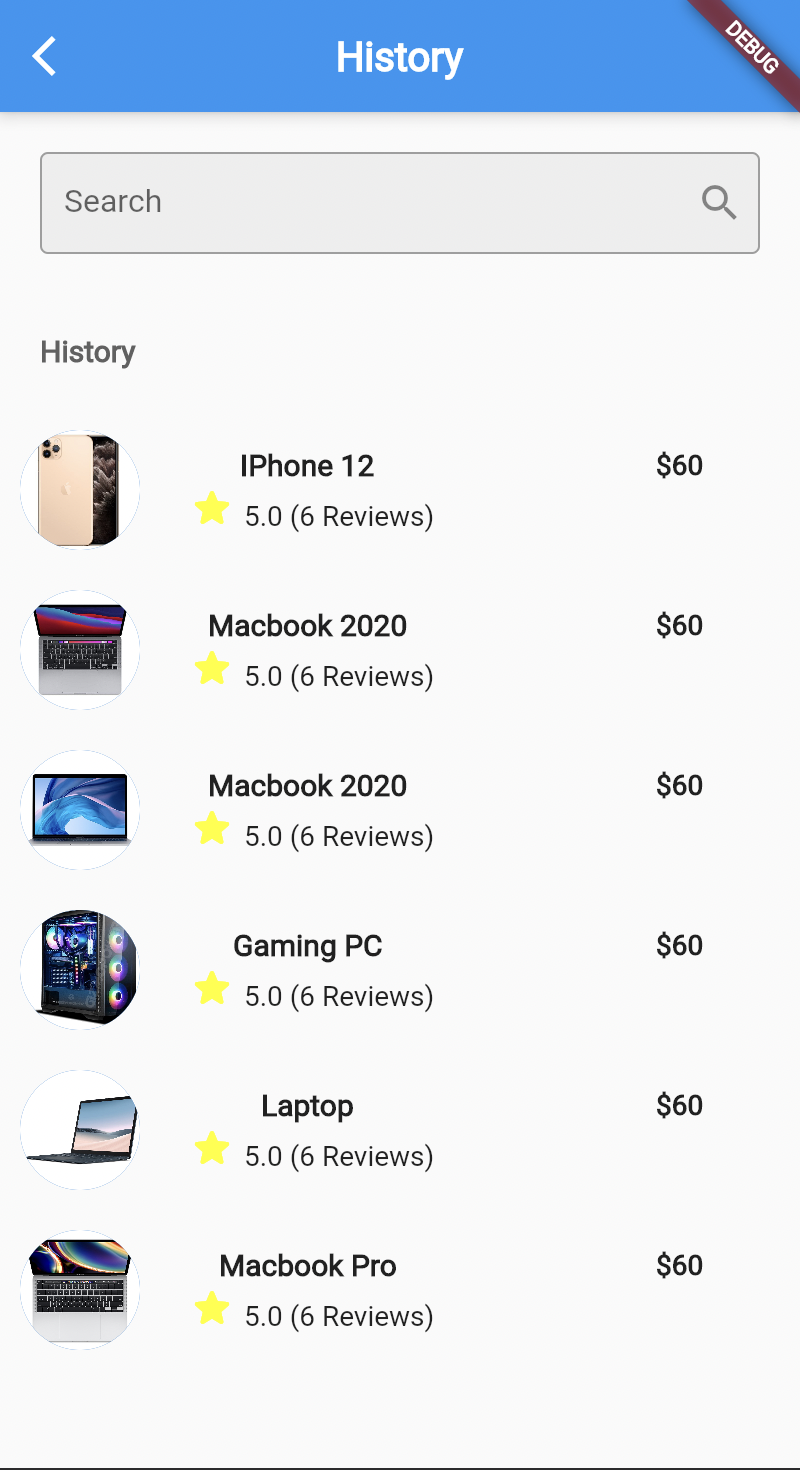 History
DEBUG
Search
History
IPhone 12 $60
5.0 (6 Reviews)
Macbook 2020 $60
5.0 (6 Reviews)
Macbook 2020 $60
5.0 (6 Reviews)
Gaming PC $60
5.0 (6 Reviews)
Laptop $60
5.0 (6 Reviews)
Macbook Pro $60
5.0 (6 Reviews)